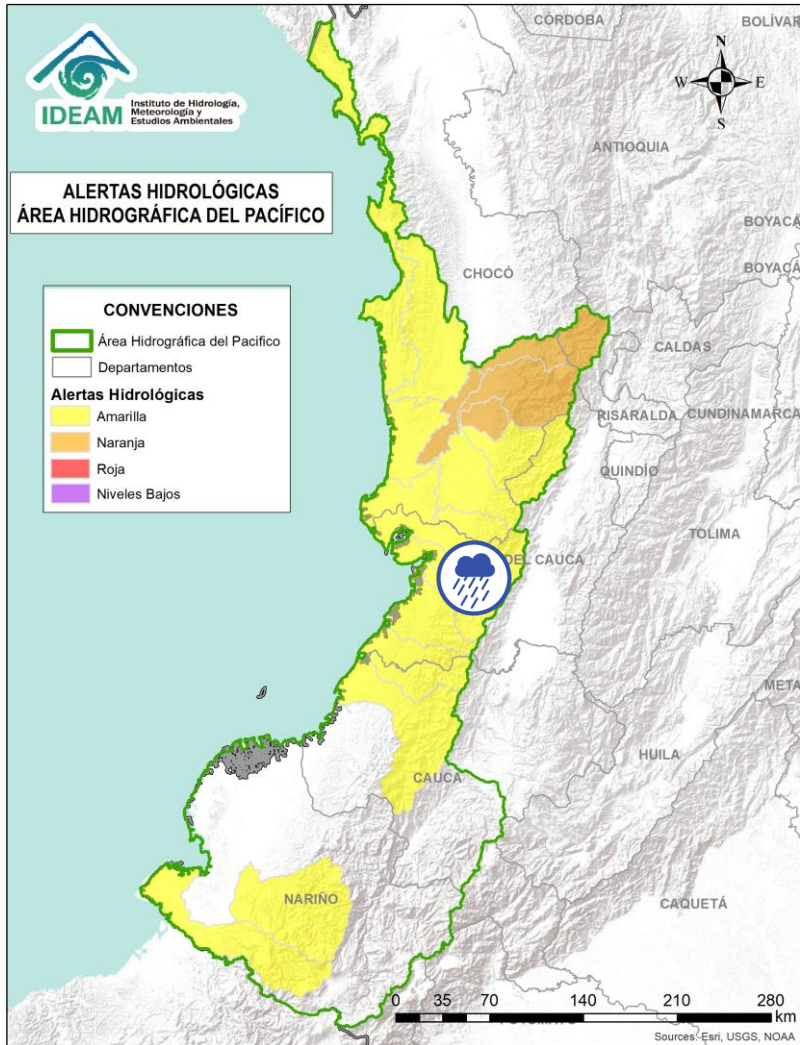 CÓRDOBA
BOLÍVAR
IDEAM
Instituto de Hidrología,
Meteorología y
Estudios Ambientales
N
W
E
S
ANTIOQUIA
ALERTAS HIDROLÓGICAS
ÁREA HIDROGRÁFICA DEL PACÍFICO
BOYACÁ
BOYACÁ
CHOCÓ
CONVENCIONES
Área Hidrográfica del Pacifico
Departamentos
Alertas Hidrológicas
Amarilla
Naranja
Roja
Niveles Bajos
CALDAS
RISARALDA
CUNDINAMARCA
QUINDÍO
TOLIMA
DEL CAUCA
META
HUILA
CAUCA
NARIÑO
CAQUETÁ
0 35 70 140 210 280
km
Sources: Esri, USGS, NOAA